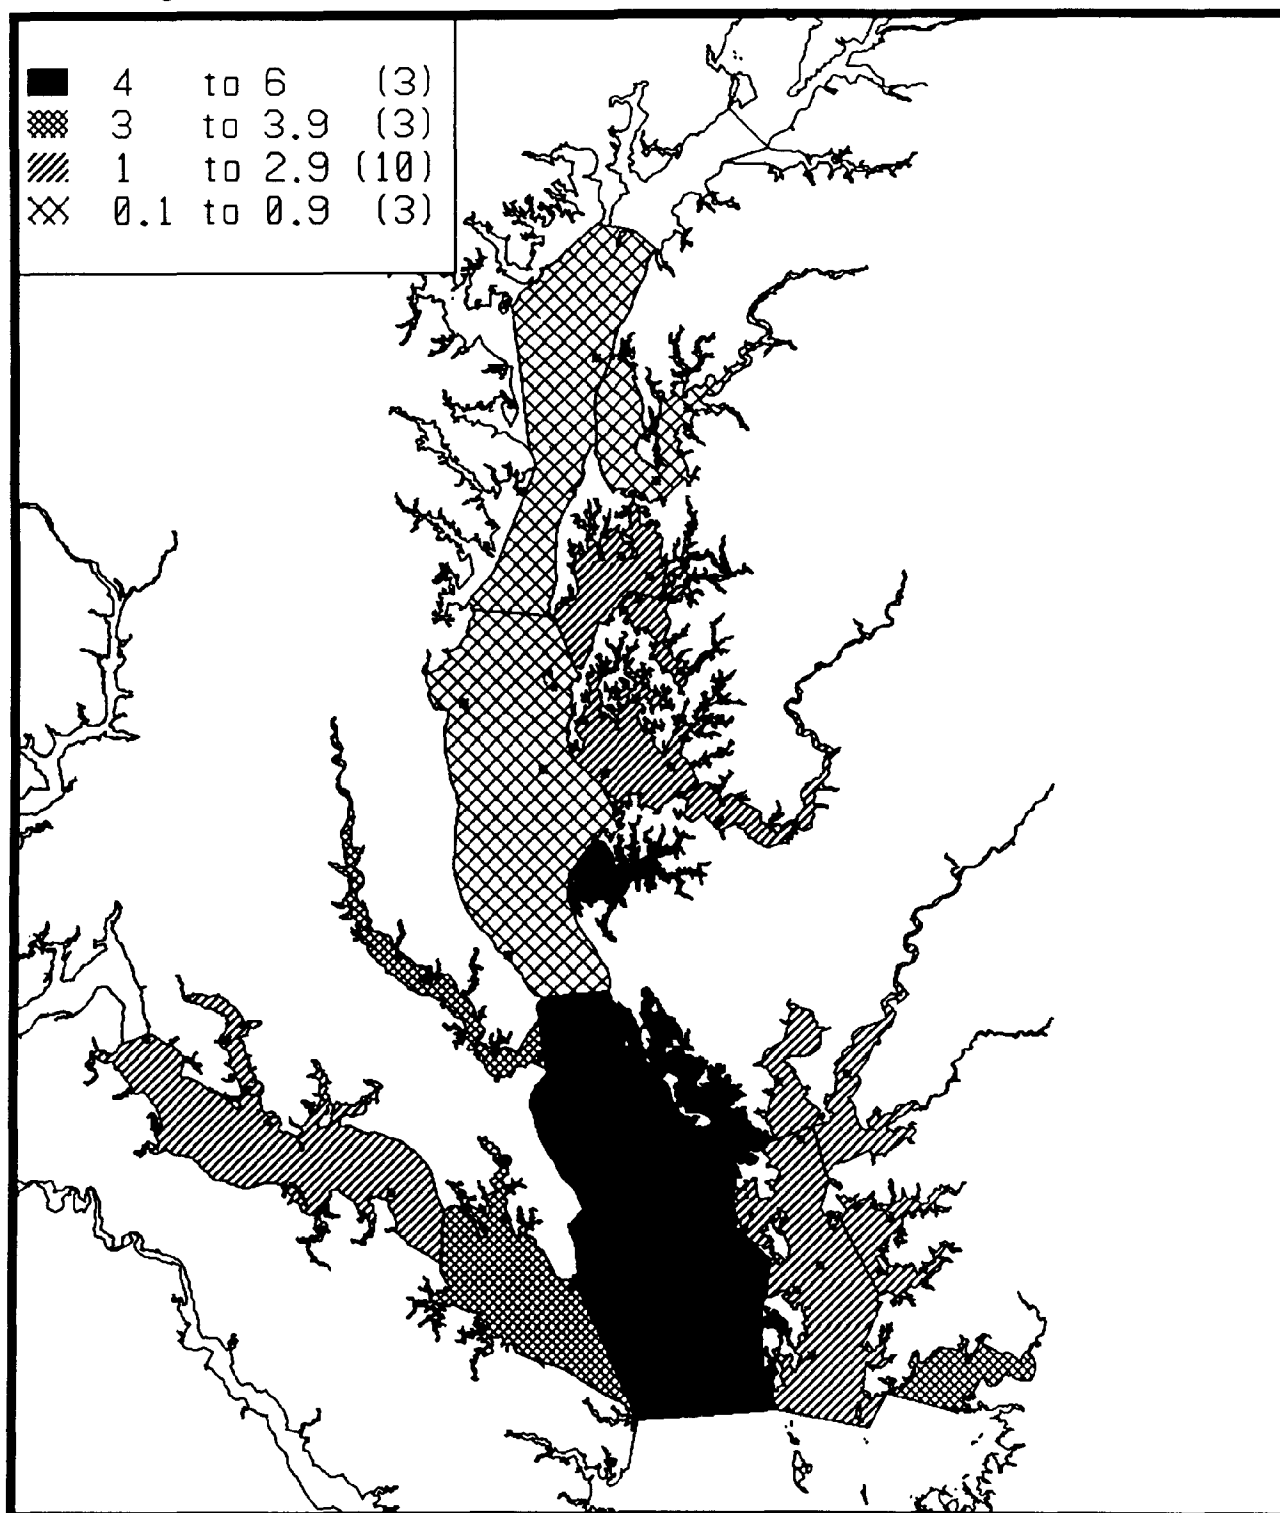 4 to 6 (3)
3 to 3.9 (3)
1 to 2.9 (10)
0.1 to 0.9 (3)